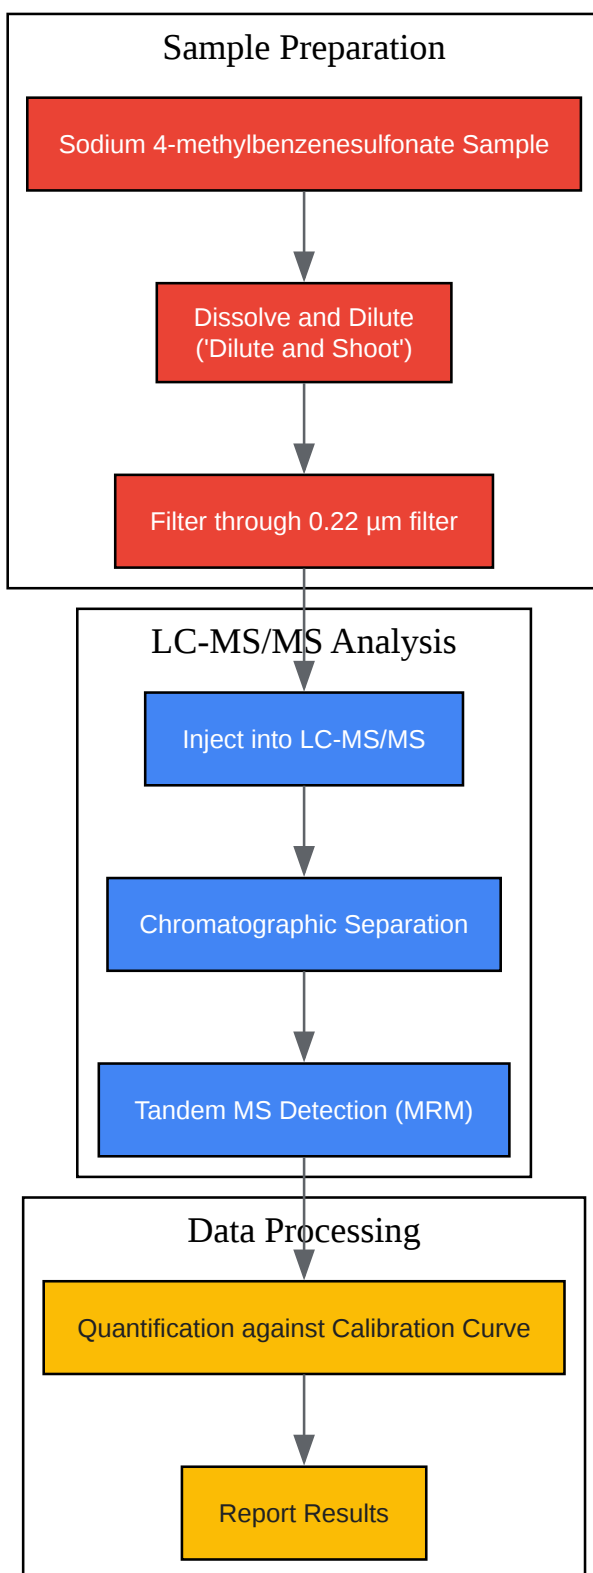 Sample Preparation
Sodium 4-methylbenzenesulfonate Sample
Dissolve and Dilute
('Dilute and Shoot')
Filter through 0.22 µm filter
LC-MS/MS Analysis
Inject into LC-MS/MS
Chromatographic Separation
Tandem MS Detection (MRM)
Data Processing
Quantification against Calibration Curve
Report Results